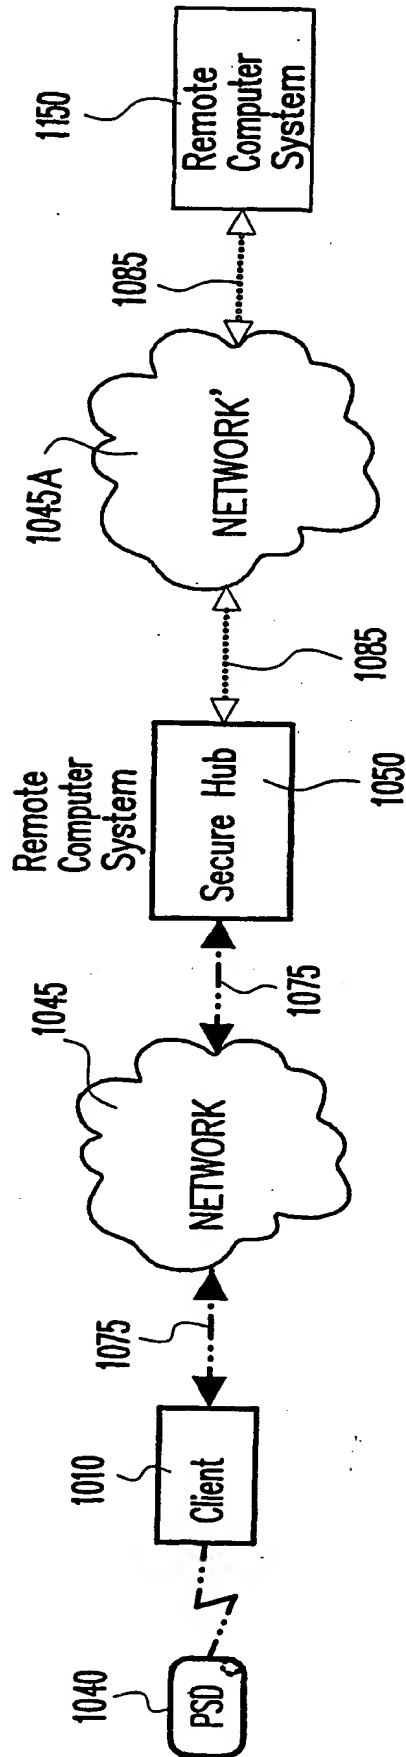 1040
PSD
1010
Client
1075
1045
NETWORK
1075
Remote
Computer
System
Secure Hub
1050
1085
1045A
NETWORK'
1085
1150
Remote
Computer
System